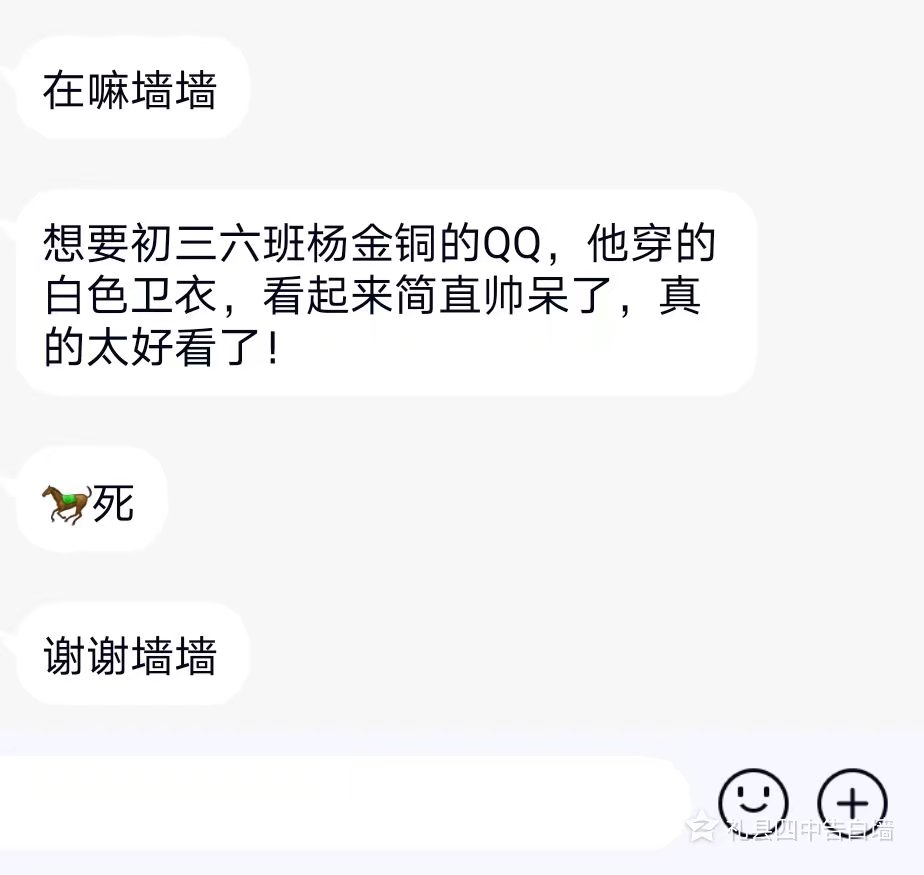 在嘛墙墙
想要初三六班杨金铜的QQ，他穿的
白色卫衣，看起来简直帅呆了，真
的太好看了！
🐎死
谢谢墙墙
礼县四中告白墙